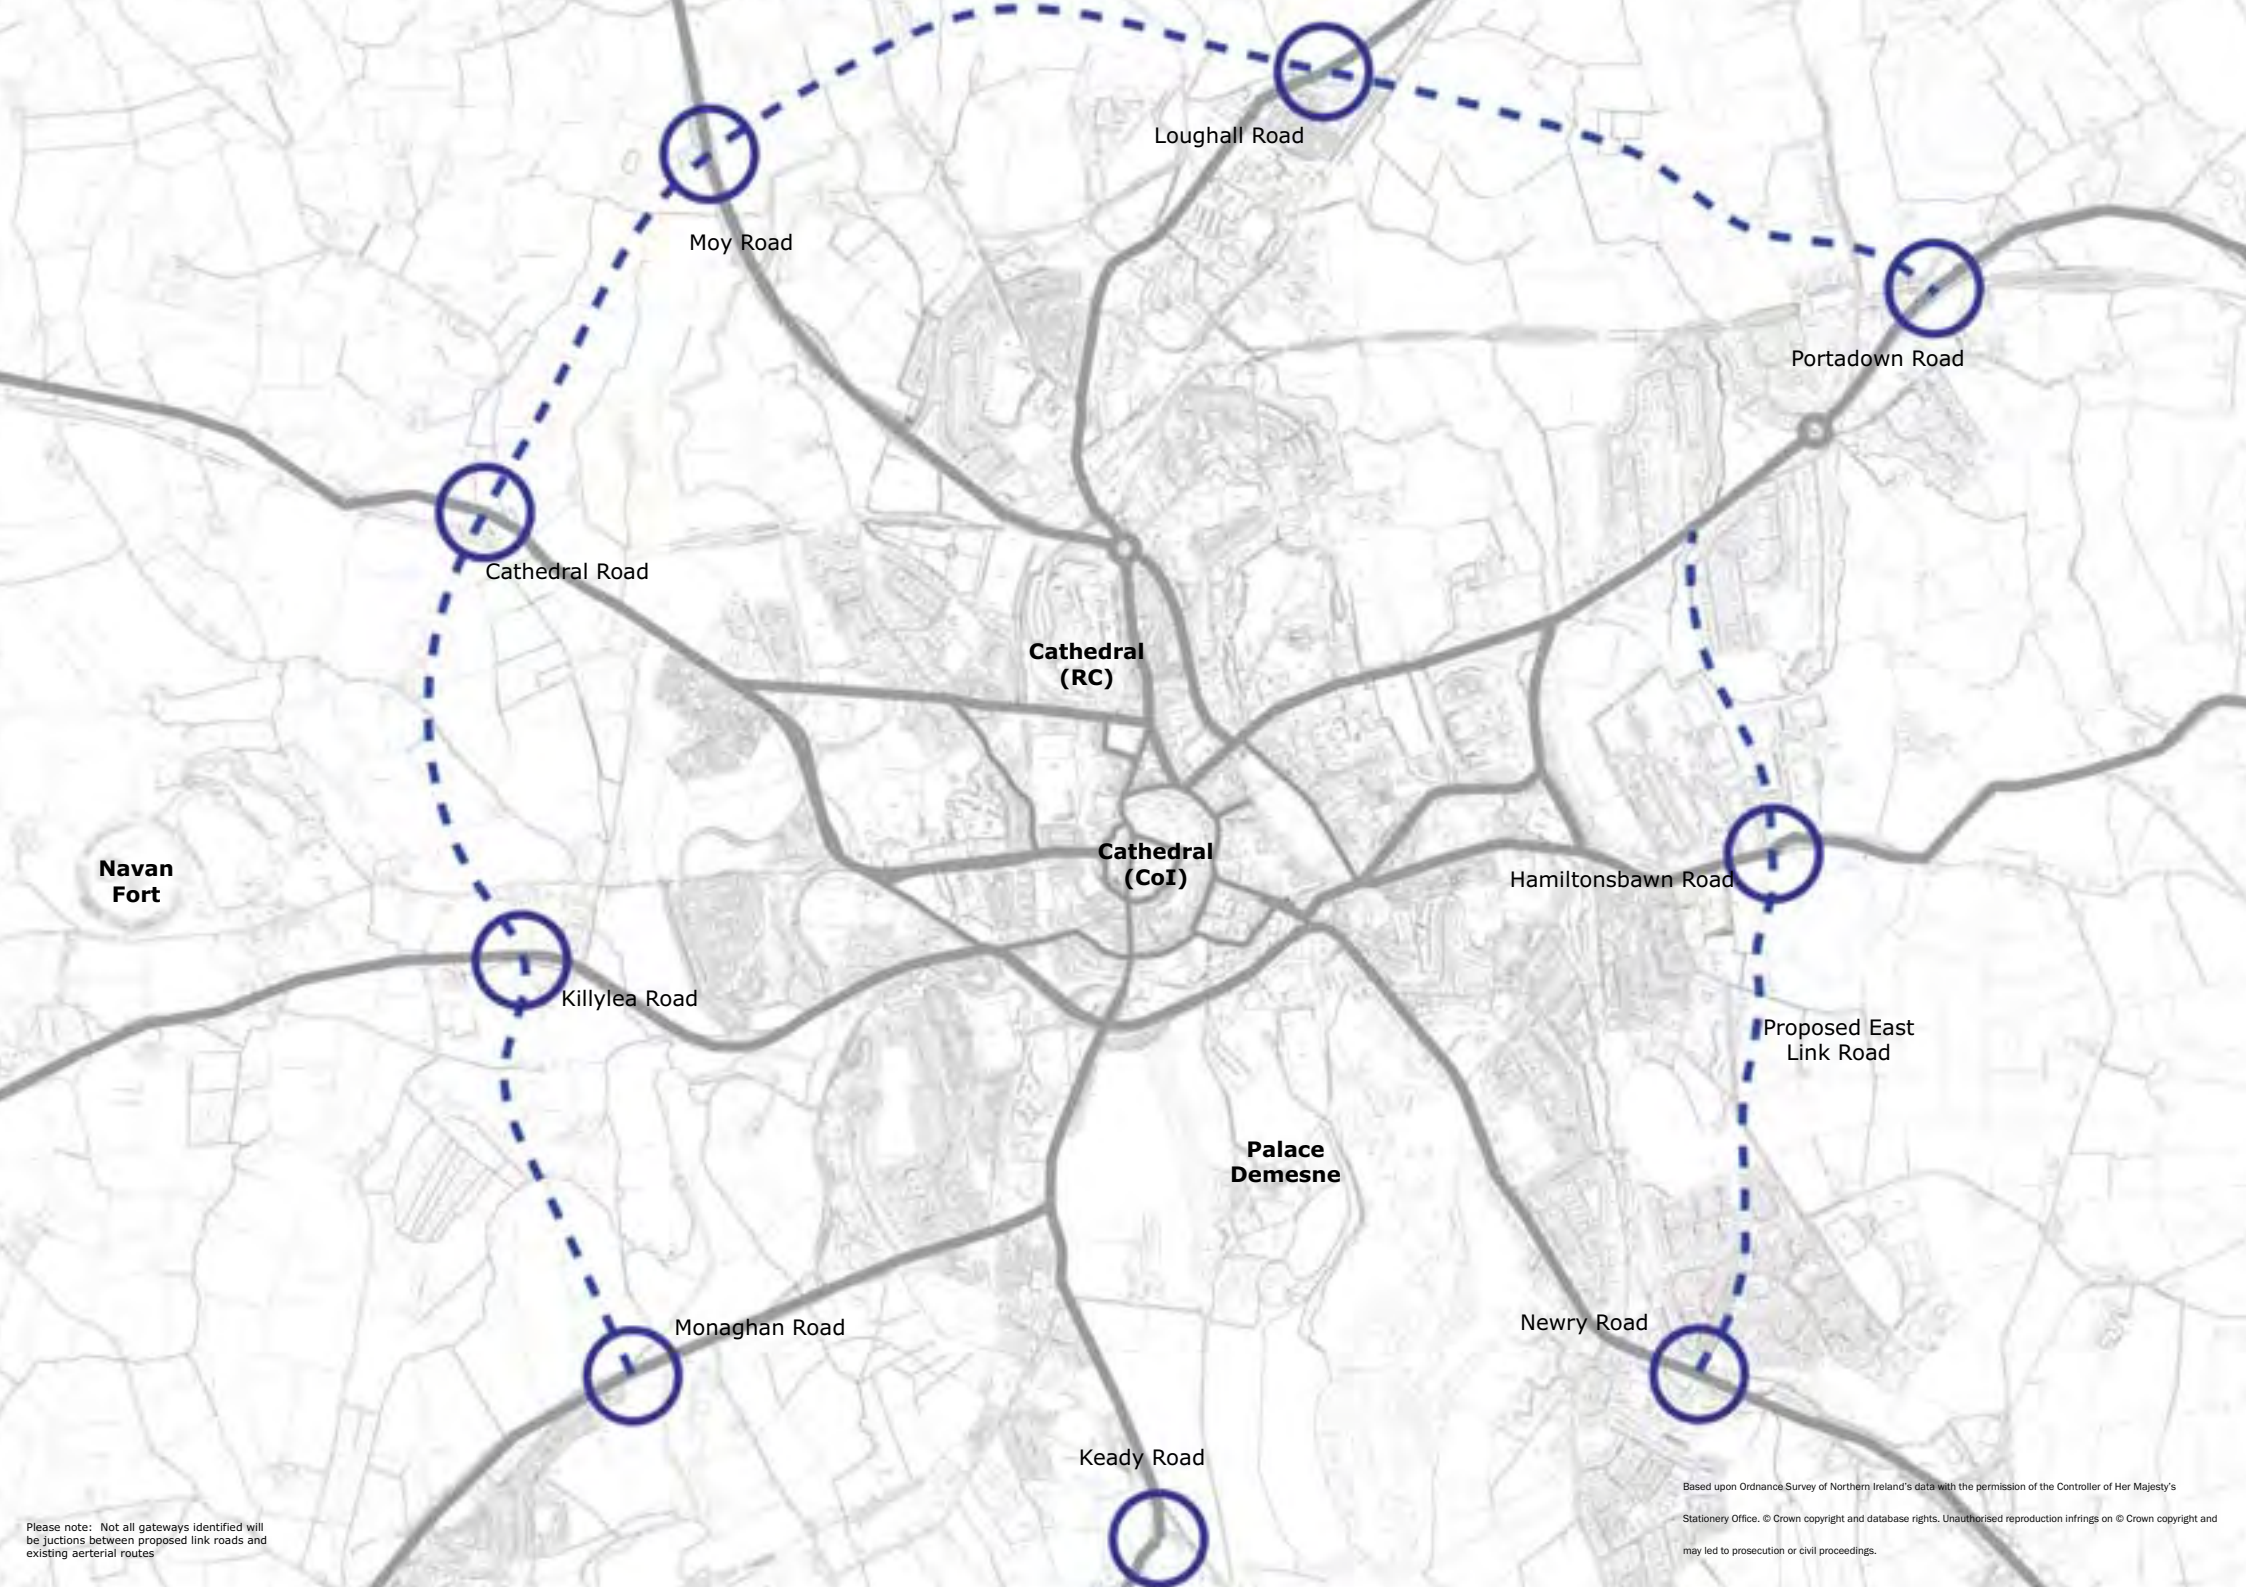 Loughall Road
Moy Road
Portadown Road
Cathedral Road
Cathedral
(RC)
Navan
Fort
Cathedral
(CoI)
Hamiltonsbawn Road
Killylea Road
Proposed East
Link Road
Palace
Demesne
Monaghan Road
Newry Road
Keady Road
Based upon Ordnance Survey of Northern Ireland's data with the permission of the Controller of Her Majesty's
Stationery Office. © Crown copyright and database rights. Unauthorised reproduction infrings on © Crown copyright and
may led to prosecution or civil proceedings.
Please note: Not all gateways identified will
be juctions between proposed link roads and
existing aerterial routes